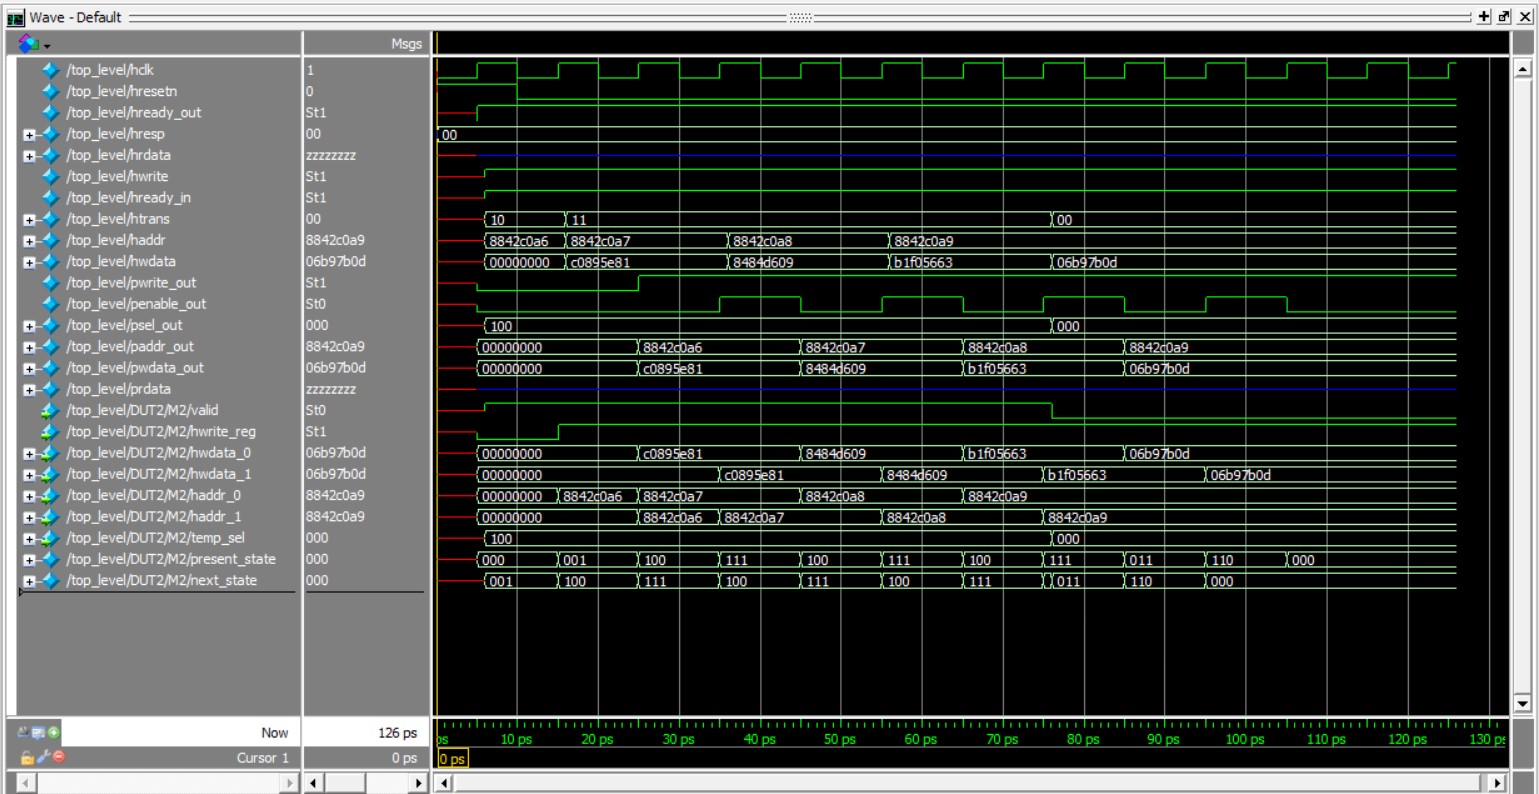 Wave - Default
Msgs
/top_level/hclk 1
/top_level/hresetn 0
/top_level/hready_out St1
/top_level/hresp 00 00
/top_level/hrdata zzzzzzzz
/top_level/hwrite St1
/top_level/hready_in St1
/top_level/htrans 00 10 11 00
/top_level/haddr 8842c0a9 8842c0a6 8842c0a7 8842c0a8 8842c0a9
/top_level/hwdata 06b97b0d 00000000 c0895e81 8484d609 b1f05663 06b97b0d
/top_level/pwrite_out St1
/top_level/penable_out St0
/top_level/psel_out 000 100 000
/top_level/paddr_out 8842c0a9 00000000 8842c0a6 8842c0a7 8842c0a8 8842c0a9
/top_level/pwdata_out 06b97b0d 00000000 c0895e81 8484d609 b1f05663 06b97b0d
/top_level/prdata zzzzzzzz
/top_level/DUT2/M2/valid St0
/top_level/DUT2/M2/hwrite_reg St1
/top_level/DUT2/M2/hwdata_0 06b97b0d 00000000 c0895e81 8484d609 b1f05663 06b97b0d
/top_level/DUT2/M2/hwdata_1 06b97b0d 00000000 c0895e81 8484d609 b1f05663 06b97b0d
/top_level/DUT2/M2/haddr_0 8842c0a9 00000000 8842c0a6 8842c0a7 8842c0a8 8842c0a9
/top_level/DUT2/M2/haddr_1 8842c0a9 00000000 8842c0a6 8842c0a7 8842c0a8 8842c0a9
/top_level/DUT2/M2/temp_sel 000 100 000
/top_level/DUT2/M2/present_state 000 000 001 100 111 100 111 100 111 011 110 000
/top_level/DUT2/M2/next_state 000 001 100 111 100 111 100 111 011 110 000
Now 126 ps
10 ps 20 ps 30 ps 40 ps 50 ps 60 ps 70 ps 80 ps 90 ps 100 ps 110 ps 120 ps 130
Cursor 1 0 ps 0 ps